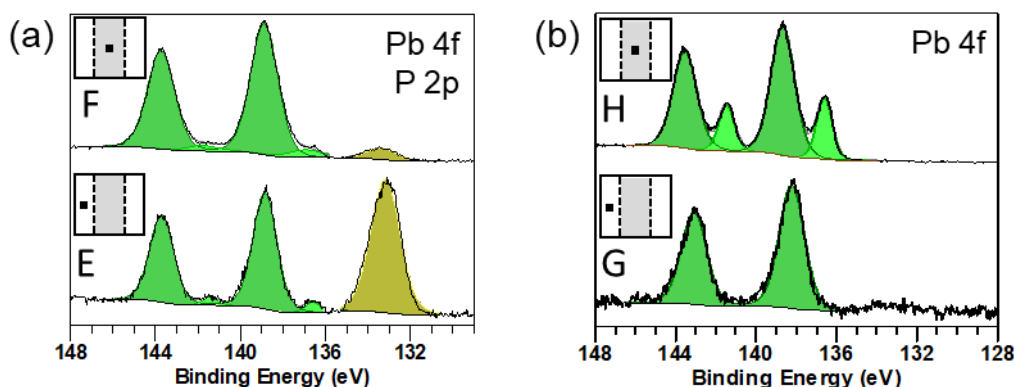 (a)
Pb 4f
P 2p
F
E
148 144 140 136 132
Binding Energy (eV)
(b)
Pb 4f
H
G
148 144 140 136 132 128
Binding Energy (eV)